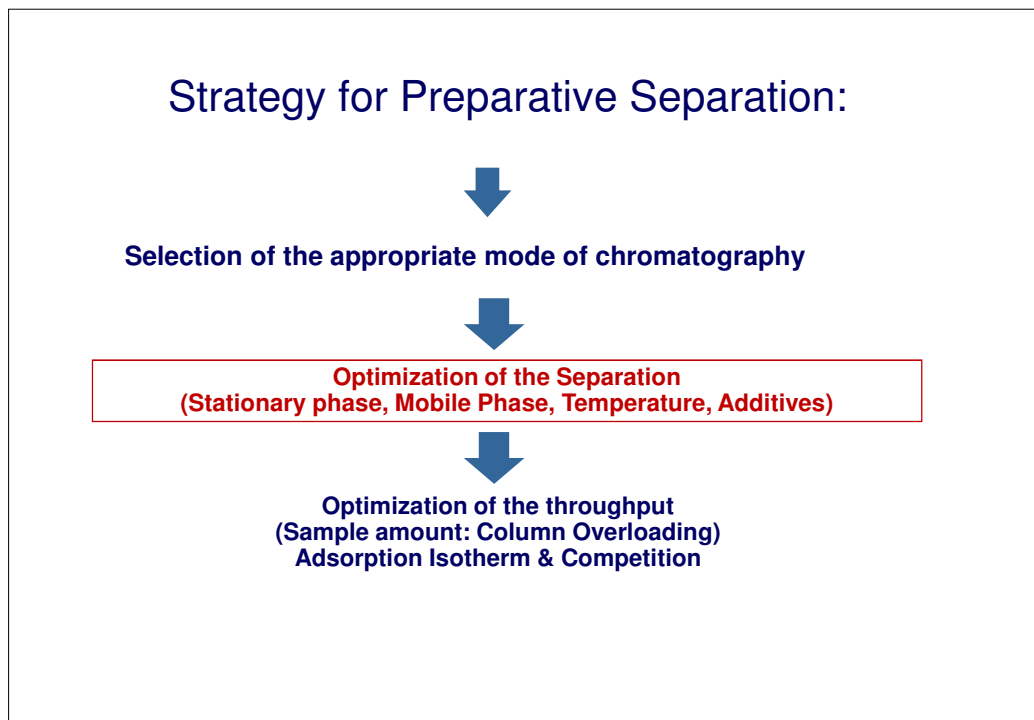 Strategy for Preparative Separation:
Selection of the appropriate mode of chromatography
Optimization of the Separation
(Stationary phase, Mobile Phase, Temperature, Additives)
Optimization of the throughput
(Sample amount: Column Overloading)
Adsorption Isotherm & Competition